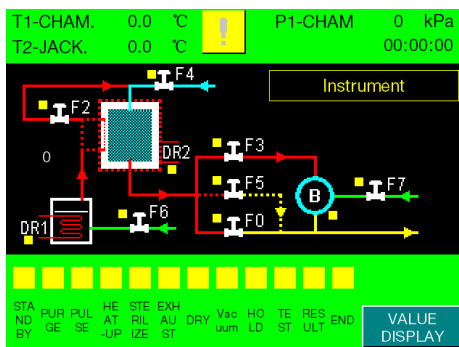 T1-CHAM. 0.0 ℃ ! P1-CHAM 0 kPa
T2-JACK. 0.0 ℃ 00:00:00
F4
Instrument
F2
0
DR2
F3
F5
B
F7
F6
F0
DR1
STA
ND
BY
PUR
GE
PUL
SE
HE
AT
-UP
STE
RIL
IZE
EXH
AU
ST
DRY
Vac
uum
HO
LD
TE
ST
RES
ULT
END
VALUE
DISPLAY